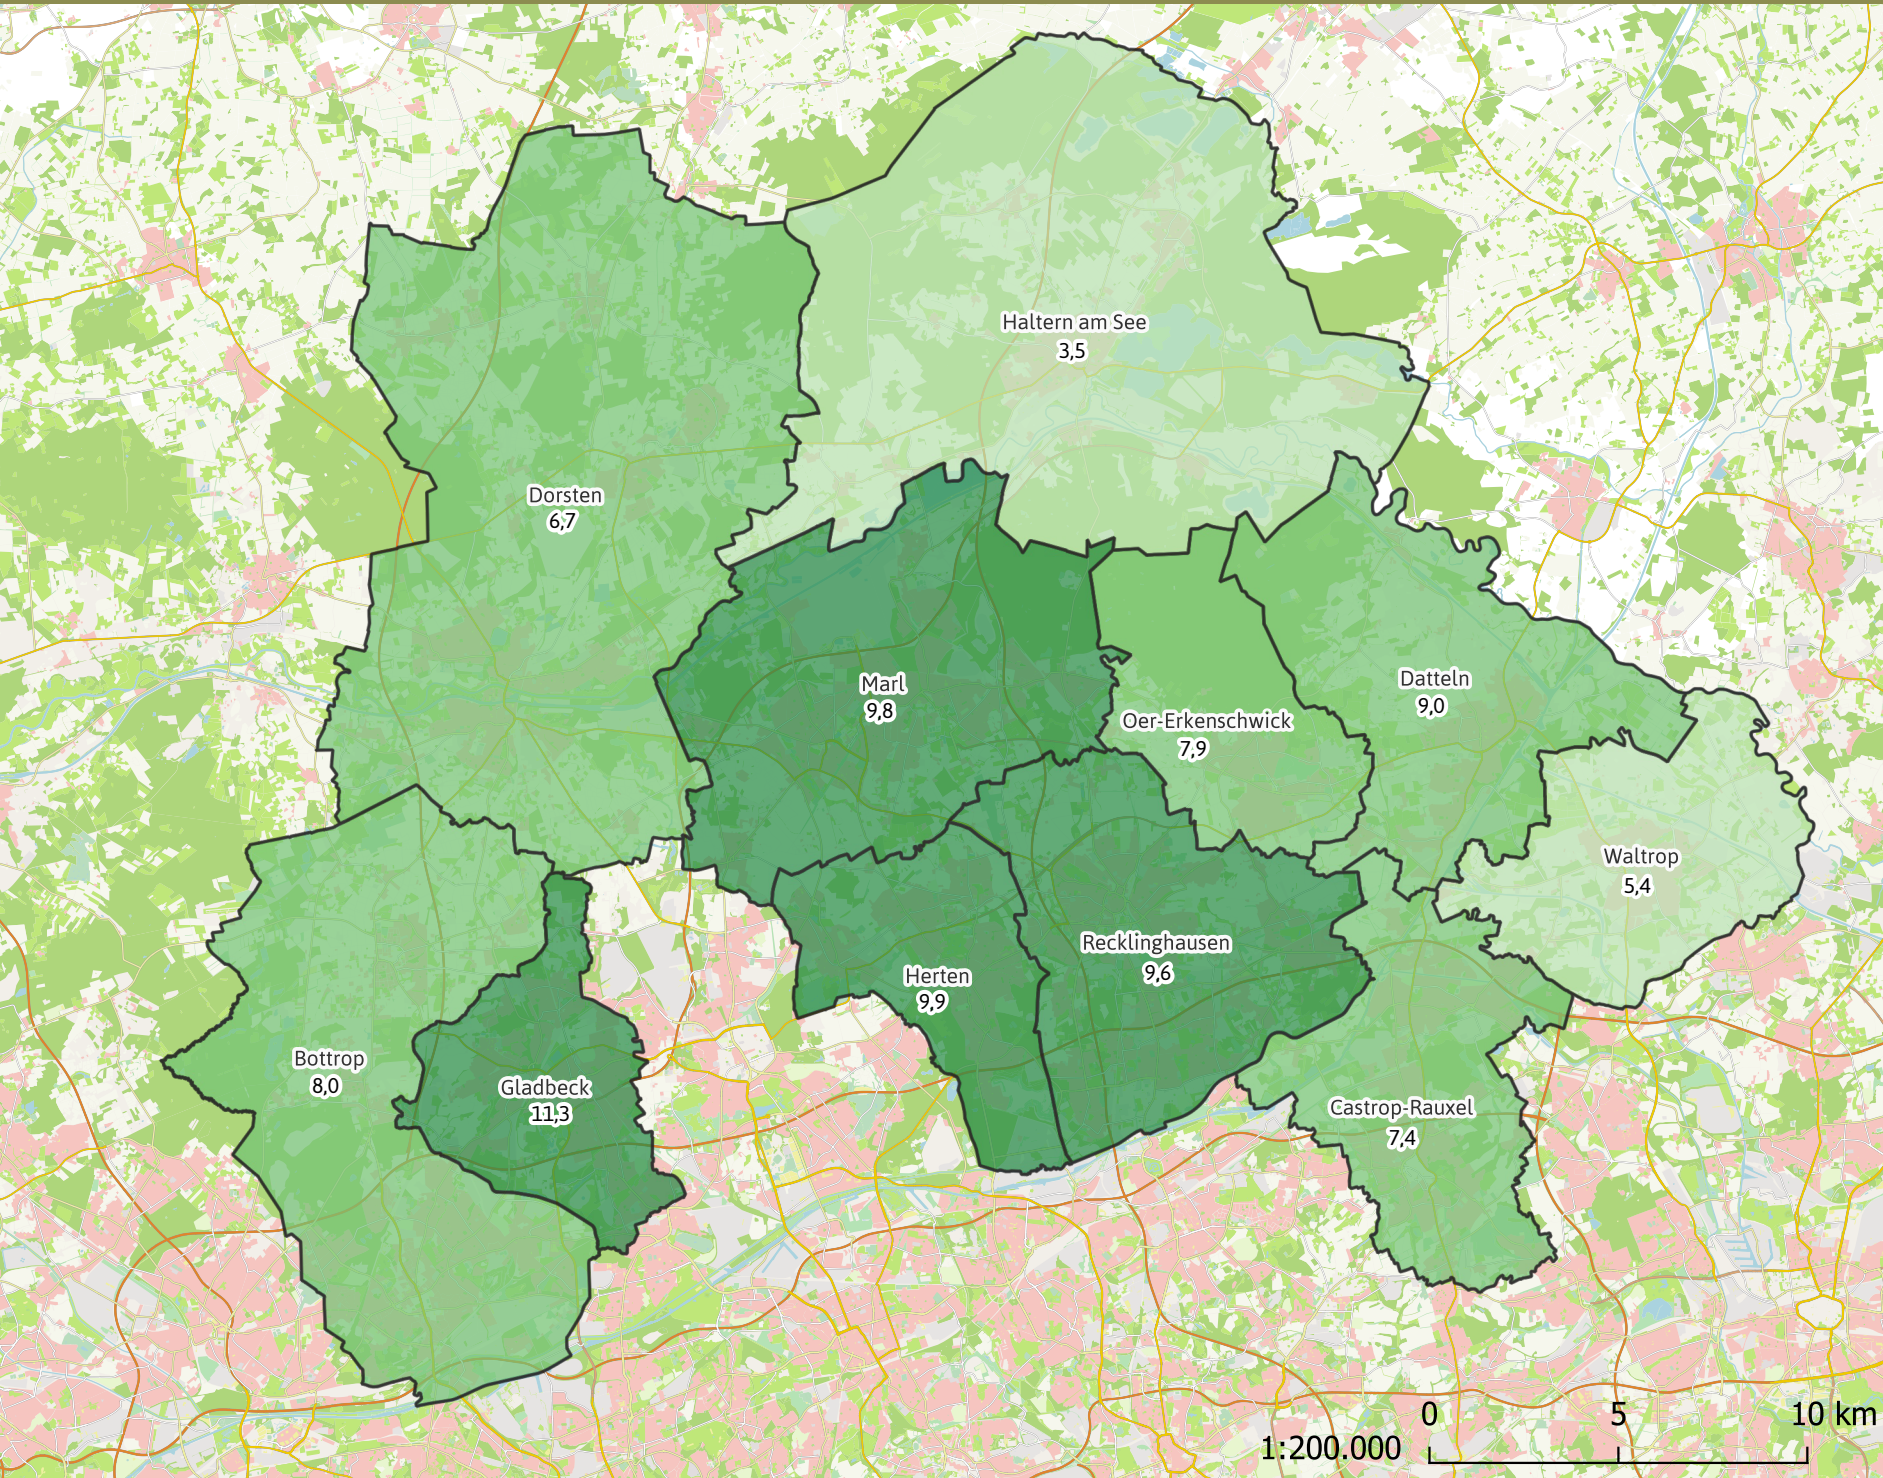 Haltern am See
3,5
Dorsten
6,7
Marl
9,8
Datteln
9,0
Oer-Erkenschwick
7,9
Waltrop
5,4
Recklinghausen
9,6
Herten
9,9
Bottrop
8,0
Gladbeck
11,3
Castrop-Rauxel
7,4
0 5 10 km
1:200.000